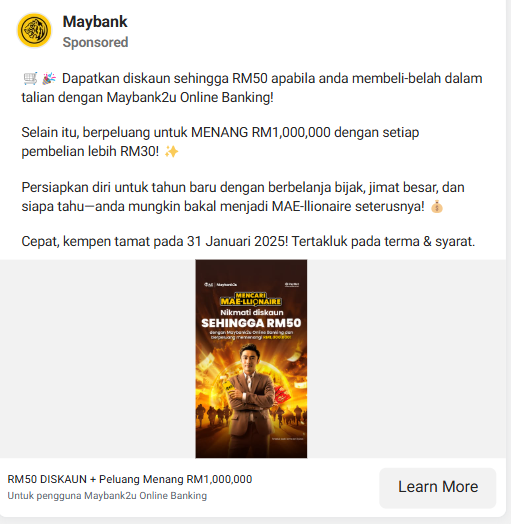 Maybank
Sponsored
🛒 🎉 Dapatkan diskaun sehingga RM50 apabila anda membeli-belah dalam
talian dengan Maybank2u Online Banking!
Selain itu, berpeluang untuk MENANG RM1,000,000 dengan setiap
pembelian lebih RM30! ✨
Persiapkan diri untuk tahun baru dengan berbelanja bijak, jimat besar, dan
siapa tahu—anda mungkin bakal menjadi MAE-llionaire seterusnya! 💰
Cepat, kempen tamat pada 31 Januari 2025! Tertakluk pada terma & syarat.
Maybank2u
MENCARI
MAE-LLIONAIRE
Nikmati diskaun
SEHINGGA RM50
dengan Maybank2u Online Banking dan
berpeluang memenangi
RM50 DISKAUN + Peluang Menang RM1,000,000
Untuk pengguna Maybank2u Online Banking
Learn More